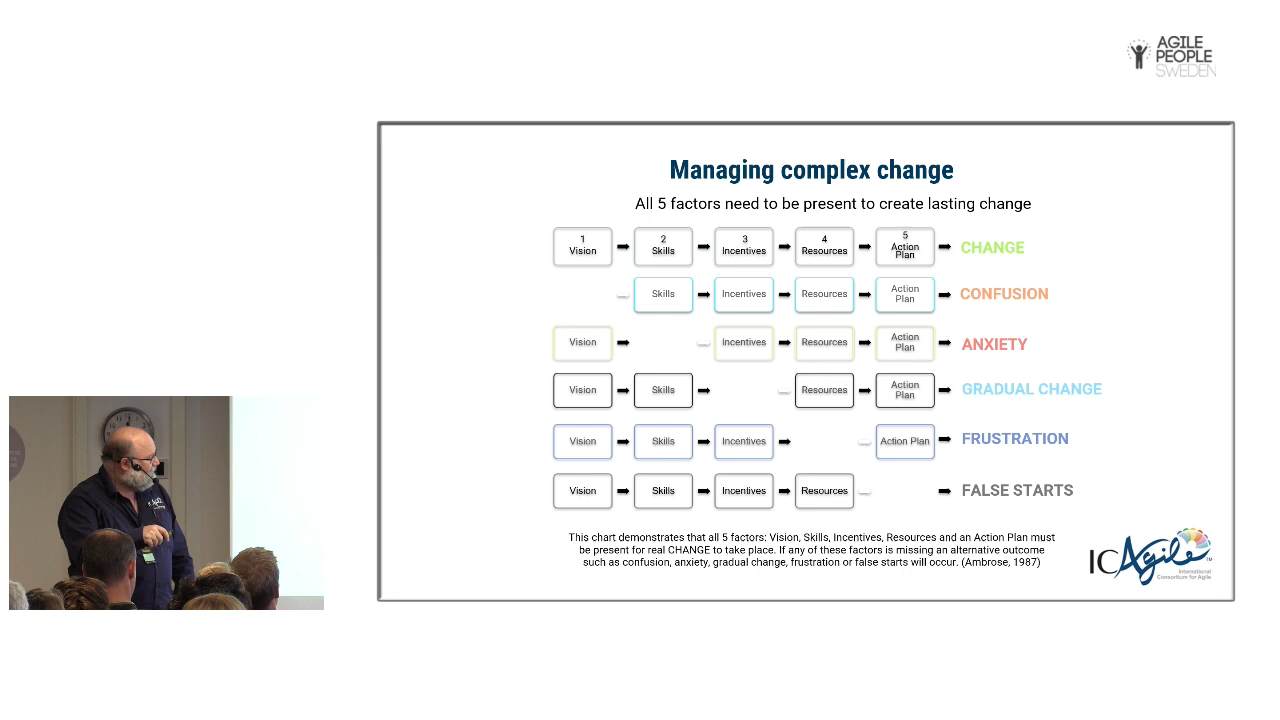 AGILE
PEOPLE
SWEDEN
Managing complex change
All 5 factors need to be present to create lasting change
1 Vision 2 Skills 3 Incentives 4 Resources 5 Action Plan CHANGE
Skills Incentives Resources Action Plan CONFUSION
Vision Incentives Resources Action Plan ANXIETY
Vision Skills Resources Action Plan GRADUAL CHANGE
Vision Skills Incentives Action Plan FRUSTRATION
Vision Skills Incentives Resources FALSE STARTS
This chart demonstrates that all 5 factors: Vision, Skills, Incentives, Resources and an Action Plan must
be present for real CHANGE to take place. If any of these factors is missing an alternative outcome
such as confusion, anxiety, gradual change, frustration or false starts will occur. (Ambrose, 1987)
ICAgile™
International
Consortium for Agile